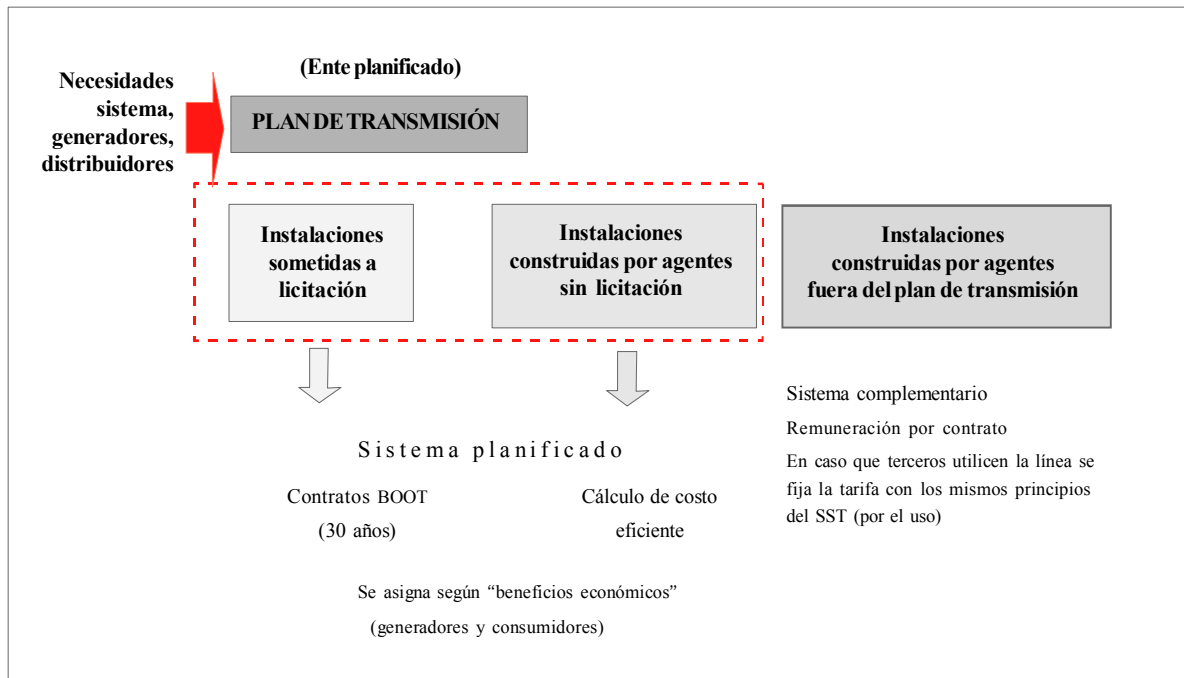 Necesidades
sistema,
generadores,
distribuidores
(Ente planificado)
PLAN DE TRANSMISIÓN
Instalaciones
sometidas a
licitación
Instalaciones
construidas por agentes
sin licitación
Instalaciones
construidas por agentes
fuera del plan de transmisión
Sistema planificado
Contratos BOOT
(30 años)
Cálculo de costo
eficiente
Se asigna según “beneficios económicos”
(generadores y consumidores)
Sistema complementario
Remuneración por contrato
En caso que terceros utilicen la línea se
fija la tarifa con los mismos principios
del SST (por el uso)